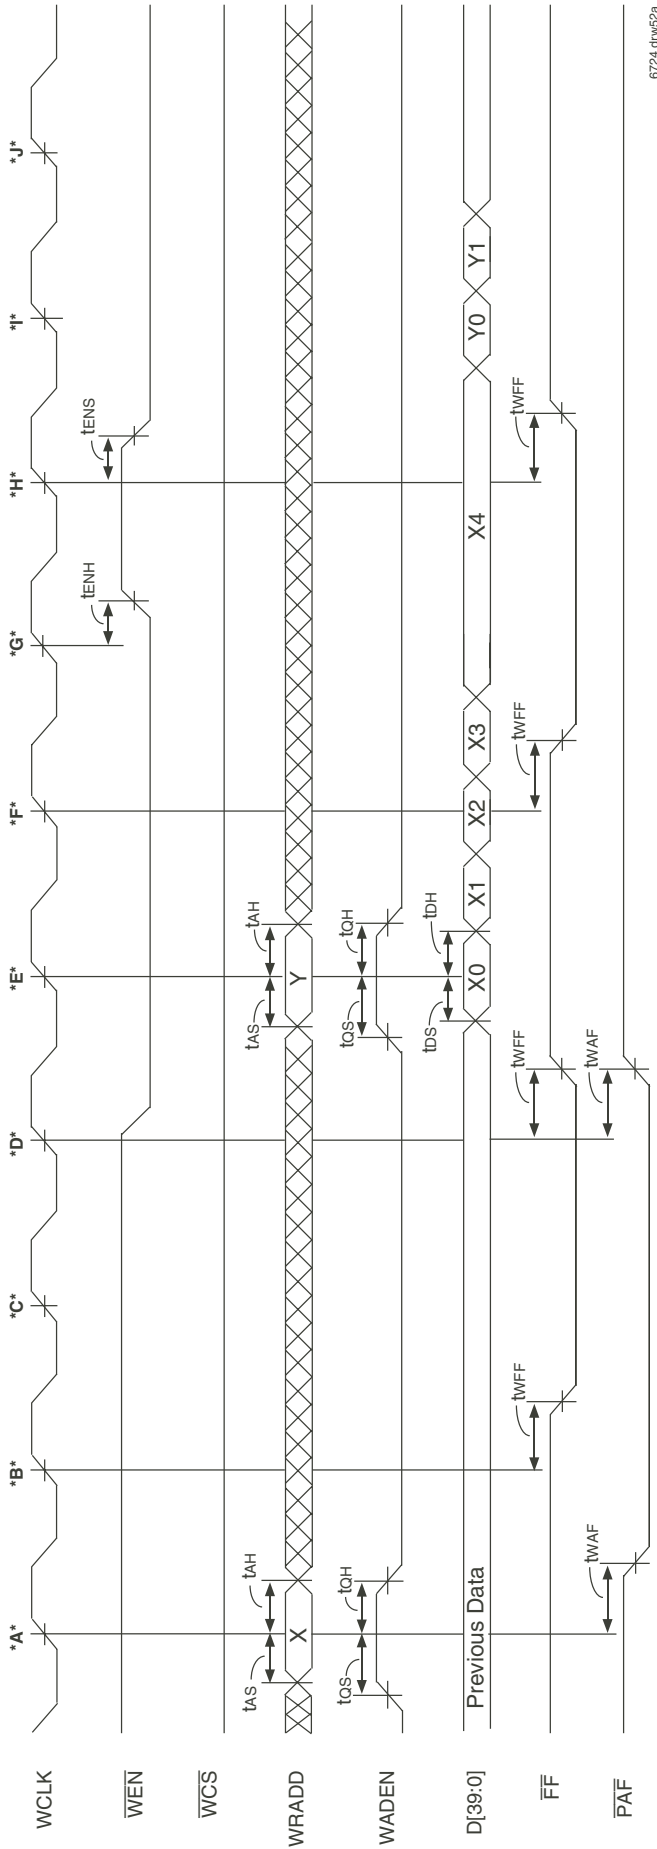 *A* *B* *C* *D* *E* *F* *G* *H* *I* *J*
WCLK
tENH tENS
WEN
WCS
tAS tAH tAS tAH
WRADD X Y
tQS tQH tQS tQH
WADEN
tDS tDH
D[39:0] Previous Data X0 X1 X2 X3 X4 Y0 Y1
tWFF tWFF tWFF tWFF
FF
tWAF tWAF
PAF
6724 drw52a